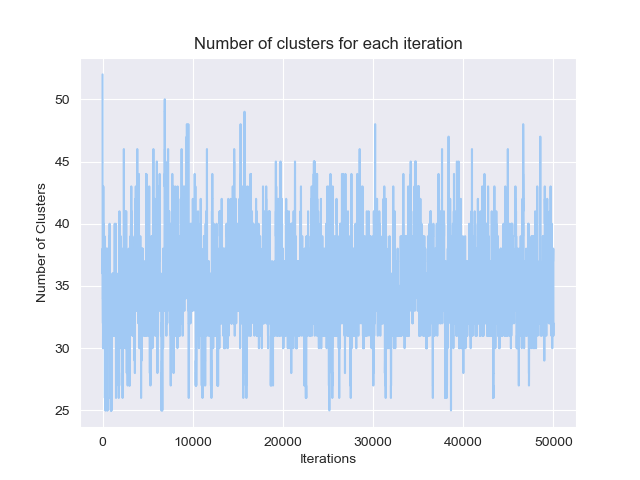 Number of clusters for each iteration
50
45
40
35
30
25
Number of Clusters
0 10000 20000 30000 40000 50000
Iterations